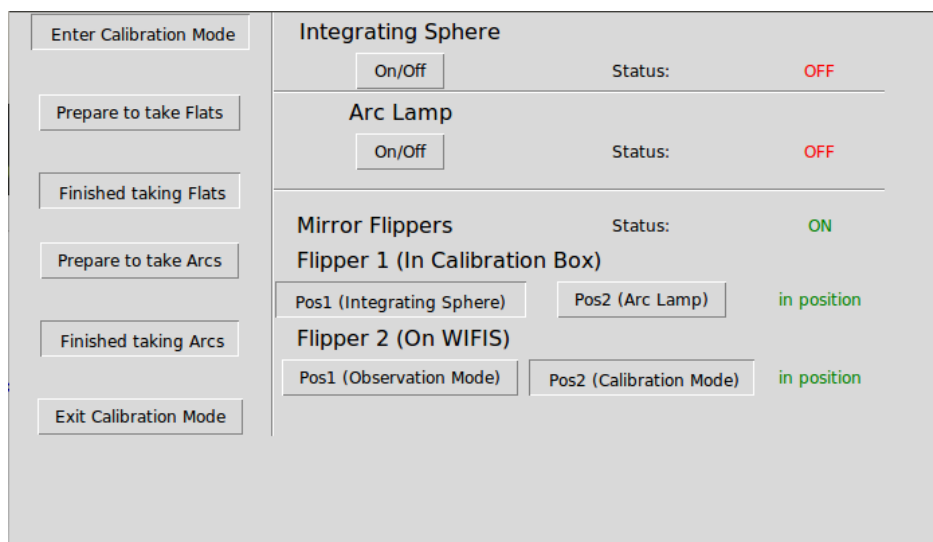 Enter Calibration Mode
Prepare to take Flats
Finished taking Flats
Prepare to take Arcs
Finished taking Arcs
Exit Calibration Mode
Integrating Sphere
On/Off Status: OFF
Arc Lamp
On/Off Status: OFF
Mirror Flippers Status: ON
Flipper 1 (In Calibration Box)
Pos1 (Integrating Sphere) Pos2 (Arc Lamp) in position
Flipper 2 (On WIFIS)
Pos1 (Observation Mode) Pos2 (Calibration Mode) in position